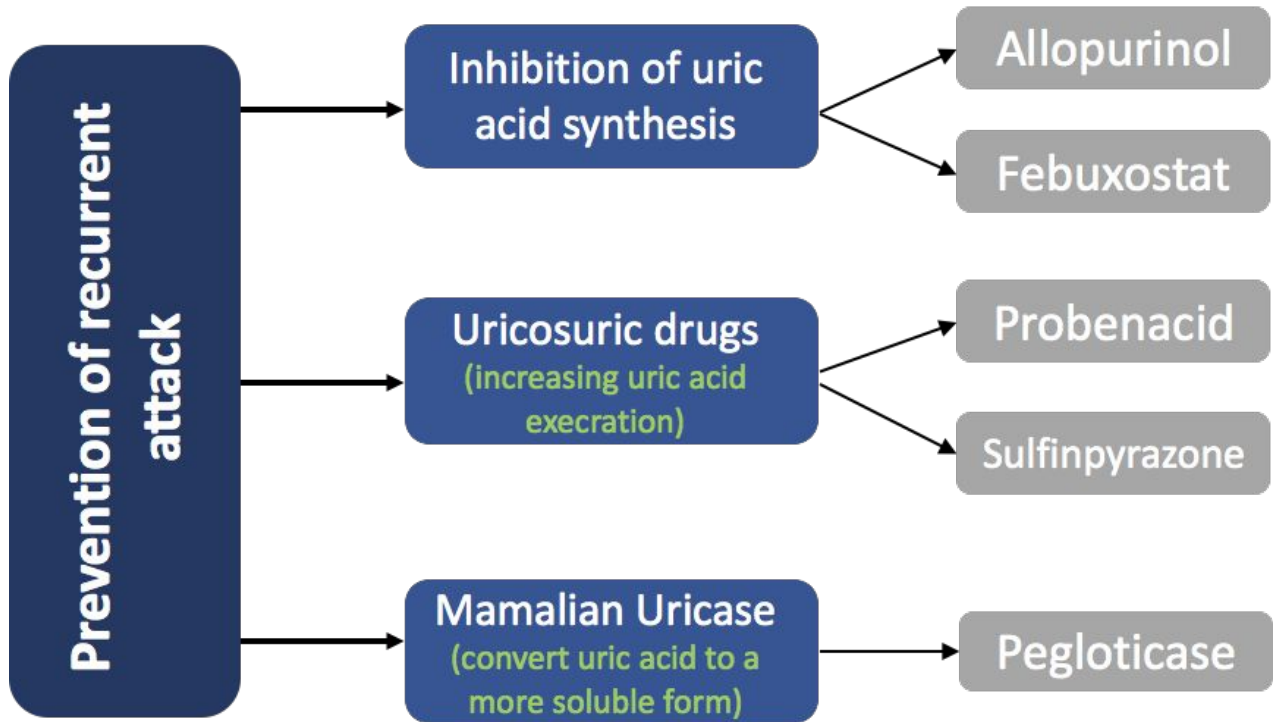 Prevention of recurrent
attack
Inhibition of uric
acid synthesis
Allopurinol
Febuxostat
Uricosuric drugs
(increasing uric acid
execration)
Probenacid
Sulfinpyrazone
Mamalian Uricase
(convert uric acid to a
more soluble form)
Pegloticase